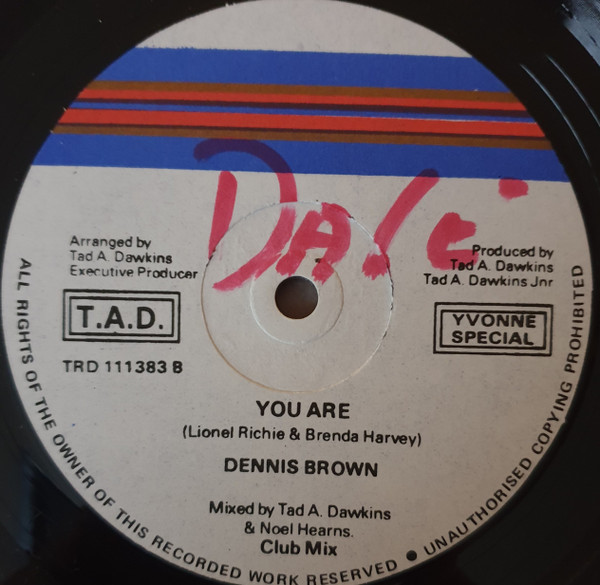 Dale
Arranged by
Tad A. Dawkins
Executive Producer
Produced by
Tad A. Dawkins
Tad A. Dawkins Jnr
T.A.D.
YVONNE
SPECIAL
TRD 111383 B
YOU ARE
(Lionel Richie & Brenda Harvey)
DENNIS BROWN
Mixed by Tad A. Dawkins
& Noel Hearns.
Club Mix
ALL RIGHTS OF THE OWNER OF THIS RECORDED WORK RESERVED ● UNAUTHORISED COPYING PROHIBITED